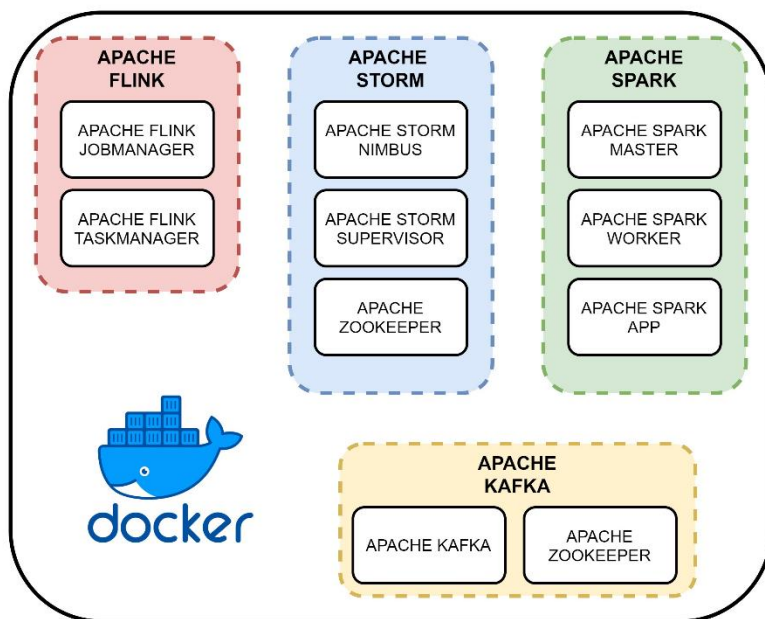 APACHE
FLINK
APACHE FLINK
JOBMANAGER
APACHE FLINK
TASKMANAGER
APACHE
STORM
APACHE STORM
NIMBUS
APACHE STORM
SUPERVISOR
APACHE
ZOOKEEPER
APACHE
SPARK
APACHE SPARK
MASTER
APACHE SPARK
WORKER
APACHE SPARK
APP
docker
APACHE
KAFKA
APACHE KAFKA
APACHE
ZOOKEEPER